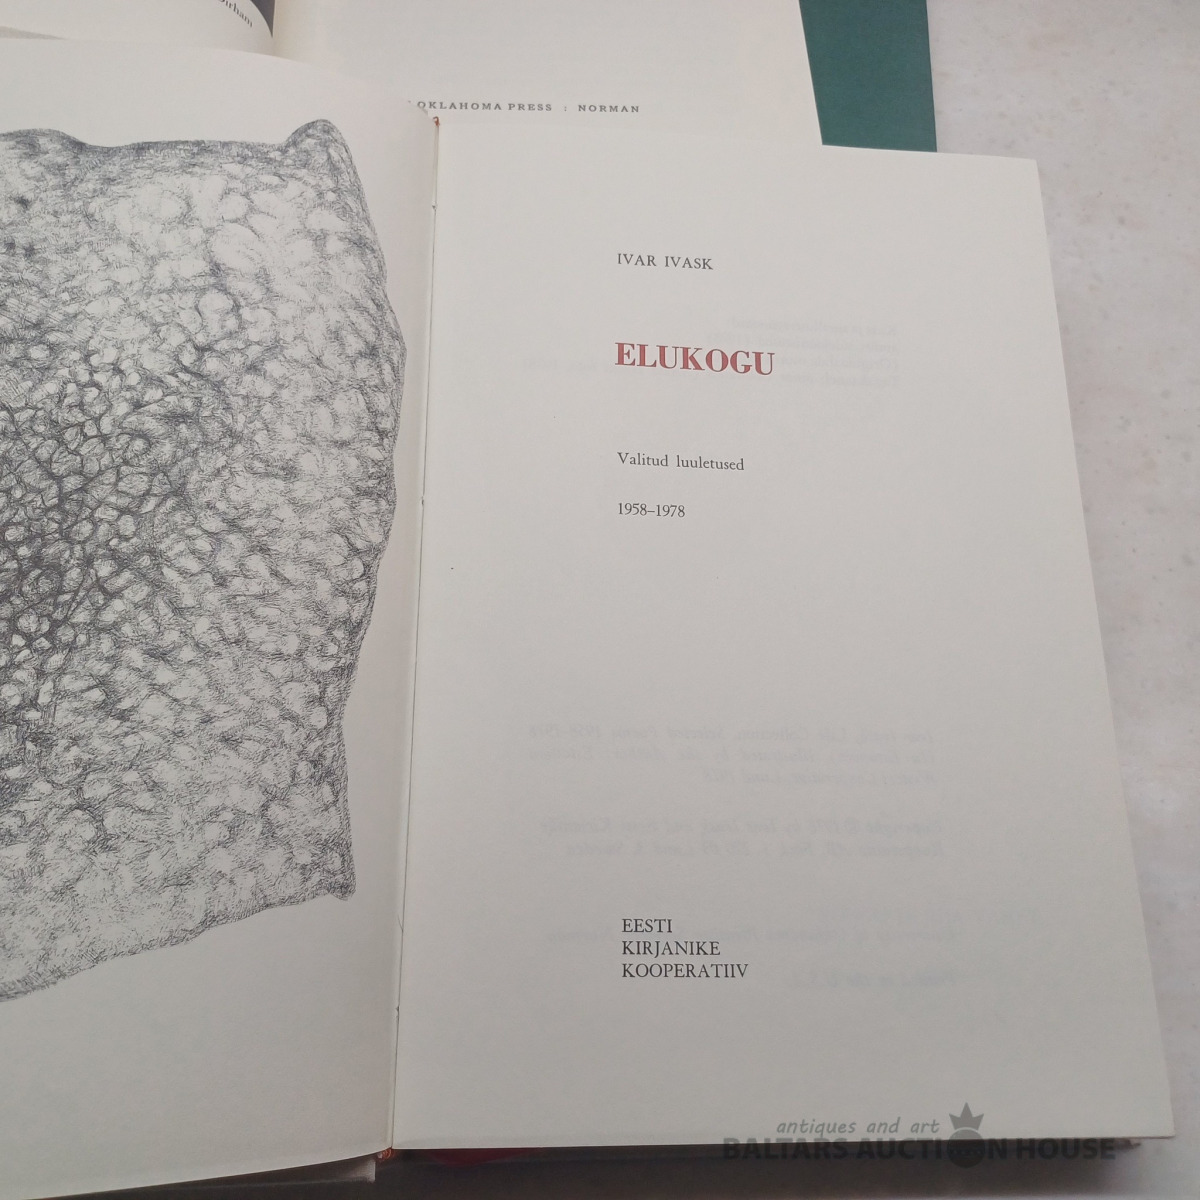 Dirham
OKLAHOMA PRESS : NORMAN
IVAR IVASK
ELUKOGU
Valitud luuletused
1958–1978
EESTI
KIRJANIKE
KOOPERATIIV
antiques and art
BALTARS AUCTION HOUSE